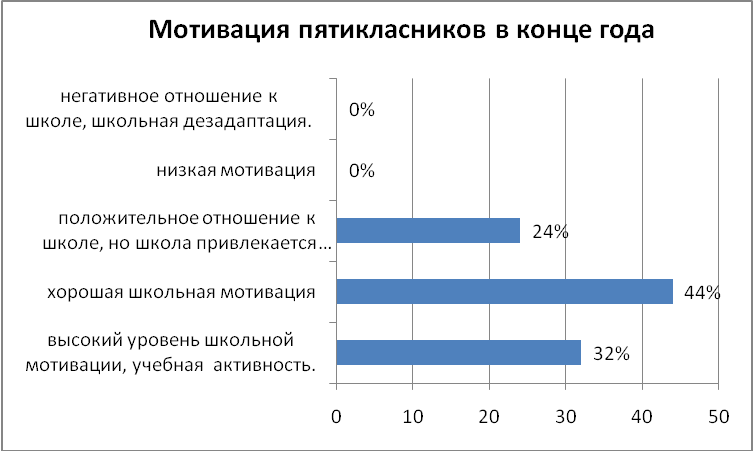 Мотивация пятикласников в конце года
негативное отношение к
школе, школьная дезадаптация.
0%
низкая мотивация
0%
положительное отношение к
школе, но школа привлекается...
24%
хорошая школьная мотивация
44%
высокий уровень школьной
мотивации, учебная активность.
32%
0 10 20 30 40 50